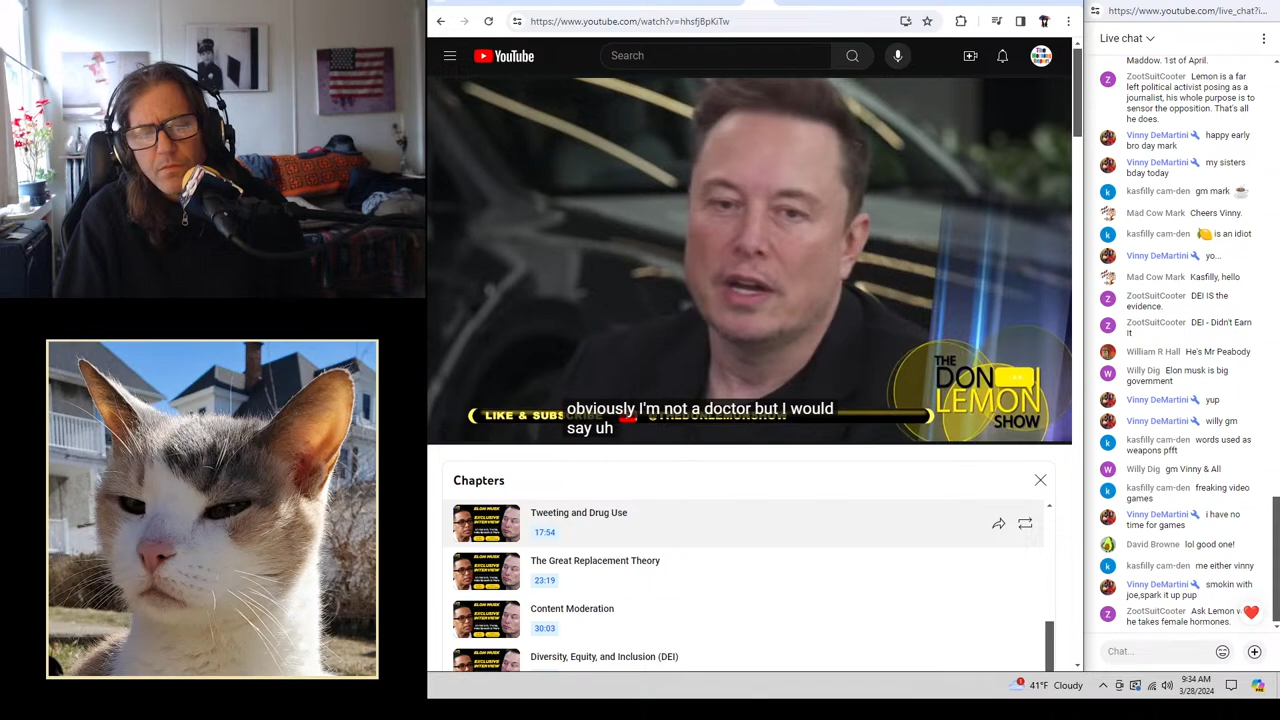 https://www.youtube.com/watch?v=hhsfjBpKiTw
YouTube
Search
THE
DON
LEMON
SHOW
LIKE &
obviously I'm not a doctor but I would
say uh
Chapters
Tweeting and Drug Use
17:54
The Great Replacement Theory
23:19
Content Moderation
30:03
Diversity, Equity, and Inclusion (DEI)
ELON MUSK
EXCLUSIVE
INTERVIEW
https://www.youtube.com/live_chat?i...
Live chat
Maddow. 1st of April.
ZootSuitCooter Lemon is a far
left political activist posing as a
journalist, his whole purpose is to
sensor the opposition. That's all
he does.
Vinny DeMartini happy early
bro day mark
Vinny DeMartini my sisters
bday today
kasfilly cam-den gm mark ☕
Mad Cow Mark Cheers Vinny.
kasfilly cam-den 🍋 is an idiot
Vinny DeMartini yo...
Mad Cow Mark Kasfilly, hello
ZootSuitCooter DEI IS the
evidence.
ZootSuitCooter DEI - Didn't Earn
It
William R Hall He's Mr Peabody
Willy Dig Elon musk is big
government
Vinny DeMartini yup
Vinny DeMartini willy gm
kasfilly cam-den words used as
weapons pfft
Willy Dig gm Vinny & All
kasfilly cam-den freaking video
games
Vinny DeMartini i have no
time for games
David Browne lol good one!
kasfilly cam-den me either vinny
Vinny DeMartini smokin with
joe,spark it up pup
ZootSuitCooter Ask Lemon
he takes female hormones.
Chat...
41°F Cloudy
9:34 AM
3/28/2024